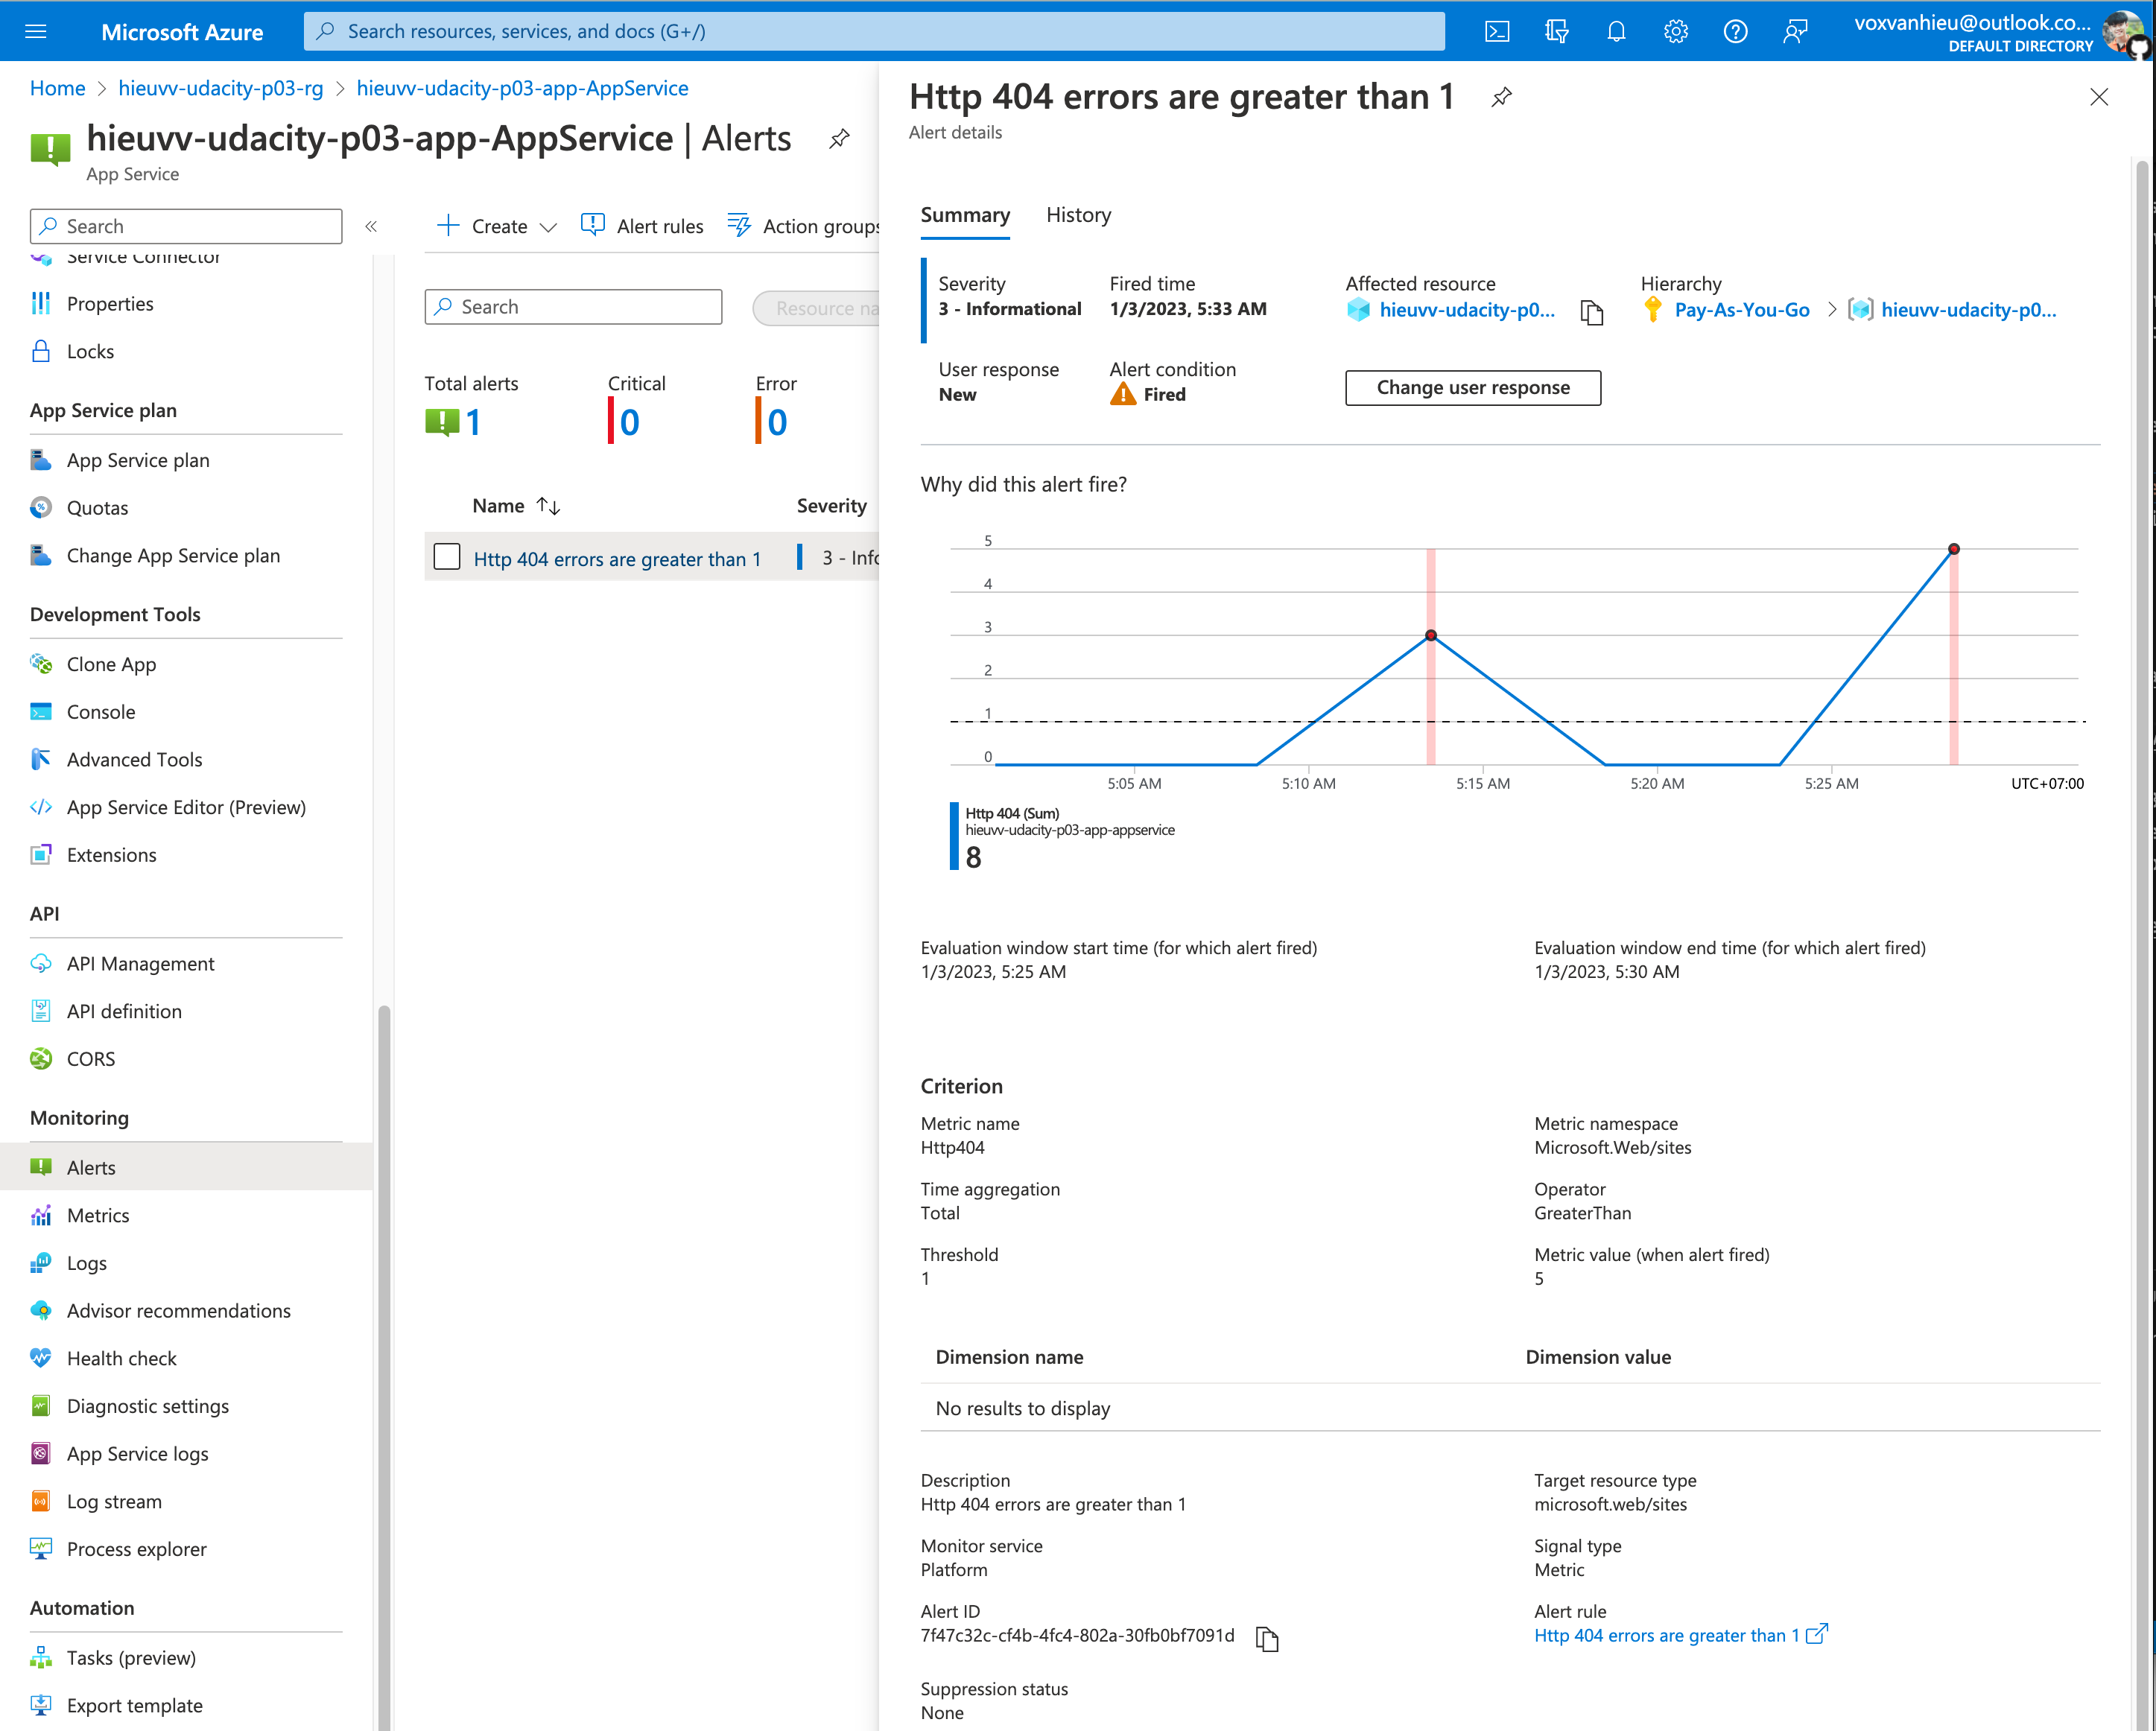 Microsoft Azure
Search resources, services, and docs (G+/)
voxvanhieu@outlook.co...
DEFAULT DIRECTORY
Home > hieuvv-udacity-p03-rg > hieuvv-udacity-p03-app-AppService
hieuvv-udacity-p03-app-AppService | Alerts
App Service
Search
«
Service Connector
Properties
Locks
App Service plan
App Service plan
Quotas
Change App Service plan
Development Tools
Clone App
Console
Advanced Tools
App Service Editor (Preview)
Extensions
API
API Management
API definition
CORS
Monitoring
Alerts
Metrics
Logs
Advisor recommendations
Health check
Diagnostic settings
App Service logs
Log stream
Process explorer
Automation
Tasks (preview)
Export template
Create
Alert rules
Action groups
Search
Resource na
Total alerts
1
Critical
0
Error
0
Name
Severity
Http 404 errors are greater than 1
3 - Info
Http 404 errors are greater than 1
Alert details
Summary
History
Severity
3 - Informational
Fired time
1/3/2023, 5:33 AM
Affected resource
hieuvv-udacity-p0...
Hierarchy
Pay-As-You-Go > hieuvv-udacity-p0...
User response
New
Alert condition
Fired
Change user response
Why did this alert fire?
5
4
3
2
1
0
5:05 AM
5:10 AM
5:15 AM
5:20 AM
5:25 AM
UTC+07:00
Http 404 (Sum)
hieuvv-udacity-p03-app-appservice
8
Evaluation window start time (for which alert fired)
1/3/2023, 5:25 AM
Evaluation window end time (for which alert fired)
1/3/2023, 5:30 AM
Criterion
Metric name
Http404
Metric namespace
Microsoft.Web/sites
Time aggregation
Total
Operator
GreaterThan
Threshold
1
Metric value (when alert fired)
5
Dimension name
Dimension value
No results to display
Description
Http 404 errors are greater than 1
Target resource type
microsoft.web/sites
Monitor service
Platform
Signal type
Metric
Alert ID
7f47c32c-cf4b-4fc4-802a-30fb0bf7091d
Alert rule
Http 404 errors are greater than 1
Suppression status
None